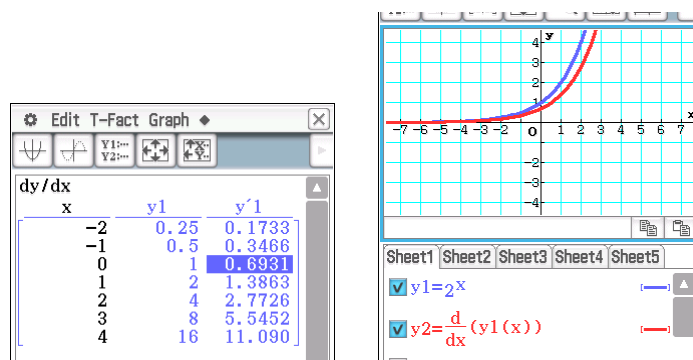 Edit T-Fact Graph
Y1:···
Y2:···
dy/dx
x y1 y´1
-2 0.25 0.1733
-1 0.5 0.3466
0 1 0.6931
1 2 1.3863
2 4 2.7726
3 8 5.5452
4 16 11.090
y
4
3
2
1
x
-7 -6 -5 -4 -3 -2 O 1 2 3 4 5 6 7
-2
-3
-4
Sheet1 Sheet2 Sheet3 Sheet4 Sheet5
y1=2^x
y2=d/dx(y1(x))